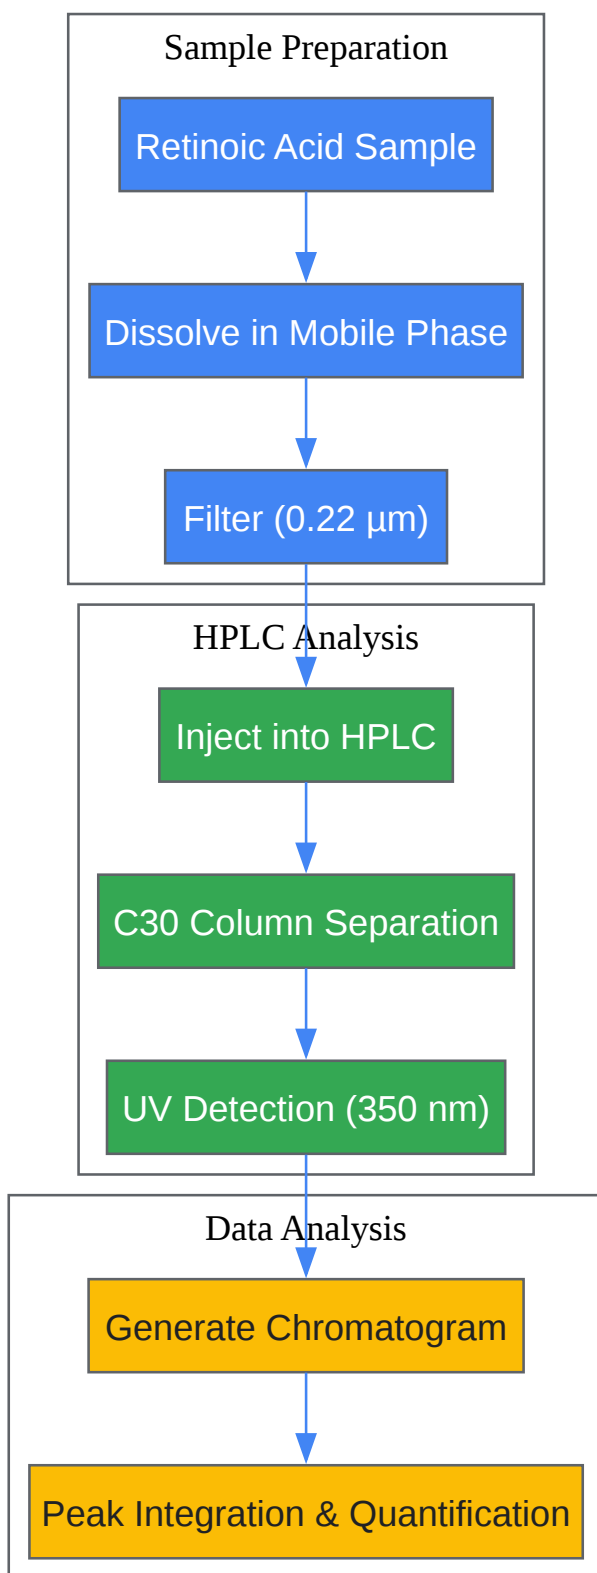 Sample Preparation
Retinoic Acid Sample
Dissolve in Mobile Phase
Filter (0.22 µm)
HPLC Analysis
Inject into HPLC
C30 Column Separation
UV Detection (350 nm)
Data Analysis
Generate Chromatogram
Peak Integration & Quantification